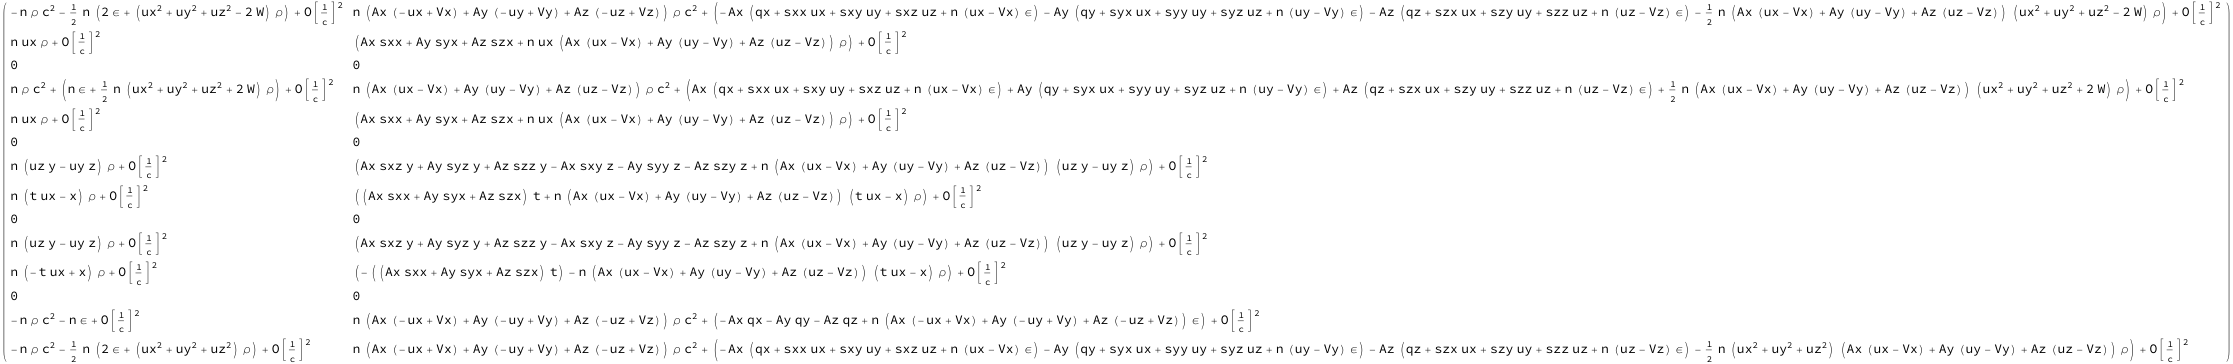 -n ρ c² - 1/2 n (2 ∈ + (ux² + uy² + uz² - 2 W) ρ) + O[1/c]²    n (Ax (-ux + Vx) + Ay (-uy + Vy) + Az (-uz + Vz)) ρ c² + (-Ax (qx + sxx ux + sxy uy + sxz uz + n (ux - Vx) ∈) - Ay (qy + syx ux + syy uy + syz uz + n (uy - Vy) ∈) - Az (qz + szx ux + szy uy + szz uz + n (uz - Vz) ∈) - 1/2 n (Ax (ux - Vx) + Ay (uy - Vy) + Az (uz - Vz)) (ux² + uy² + uz² - 2 W) ρ) + O[1/c]²
n ux ρ + O[1/c]²    (Ax sxx + Ay syx + Az szx + n ux (Ax (ux - Vx) + Ay (uy - Vy) + Az (uz - Vz)) ρ) + O[1/c]²
0    0
n ρ c² + (n ∈ + 1/2 n (ux² + uy² + uz² + 2 W) ρ) + O[1/c]²    n (Ax (ux - Vx) + Ay (uy - Vy) + Az (uz - Vz)) ρ c² + (Ax (qx + sxx ux + sxy uy + sxz uz + n (ux - Vx) ∈) + Ay (qy + syx ux + syy uy + syz uz + n (uy - Vy) ∈) + Az (qz + szx ux + szy uy + szz uz + n (uz - Vz) ∈) + 1/2 n (Ax (ux - Vx) + Ay (uy - Vy) + Az (uz - Vz)) (ux² + uy² + uz² + 2 W) ρ) + O[1/c]²
n ux ρ + O[1/c]²    (Ax sxx + Ay syx + Az szx + n ux (Ax (ux - Vx) + Ay (uy - Vy) + Az (uz - Vz)) ρ) + O[1/c]²
0    0
n (uz y - uy z) ρ + O[1/c]²    (Ax sxz y + Ay syz y + Az szz y - Ax sxy z - Ay syy z - Az szy z + n (Ax (ux - Vx) + Ay (uy - Vy) + Az (uz - Vz)) (uz y - uy z) ρ) + O[1/c]²
n (t ux - x) ρ + O[1/c]²    ((Ax sxx + Ay syx + Az szx) t + n (Ax (ux - Vx) + Ay (uy - Vy) + Az (uz - Vz)) (t ux - x) ρ) + O[1/c]²
0    0
n (uz y - uy z) ρ + O[1/c]²    (Ax sxz y + Ay syz y + Az szz y - Ax sxy z - Ay syy z - Az szy z + n (Ax (ux - Vx) + Ay (uy - Vy) + Az (uz - Vz)) (uz y - uy z) ρ) + O[1/c]²
n (-t ux + x) ρ + O[1/c]²    (-((Ax sxx + Ay syx + Az szx) t) - n (Ax (ux - Vx) + Ay (uy - Vy) + Az (uz - Vz)) (t ux - x) ρ) + O[1/c]²
0    0
-n ρ c² - n ∈ + O[1/c]²    n (Ax (-ux + Vx) + Ay (-uy + Vy) + Az (-uz + Vz)) ρ c² + (-Ax qx - Ay qy - Az qz + n (Ax (-ux + Vx) + Ay (-uy + Vy) + Az (-uz + Vz)) ∈) + O[1/c]²
-n ρ c² - 1/2 n (2 ∈ + (ux² + uy² + uz²) ρ) + O[1/c]²    n (Ax (-ux + Vx) + Ay (-uy + Vy) + Az (-uz + Vz)) ρ c² + (-Ax (qx + sxx ux + sxy uy + sxz uz + n (ux - Vx) ∈) - Ay (qy + syx ux + syy uy + syz uz + n (uy - Vy) ∈) - Az (qz + szx ux + szy uy + szz uz + n (uz - Vz) ∈) - 1/2 n (ux² + uy² + uz²) (Ax (ux - Vx) + Ay (uy - Vy) + Az (uz - Vz)) ρ) + O[1/c]²